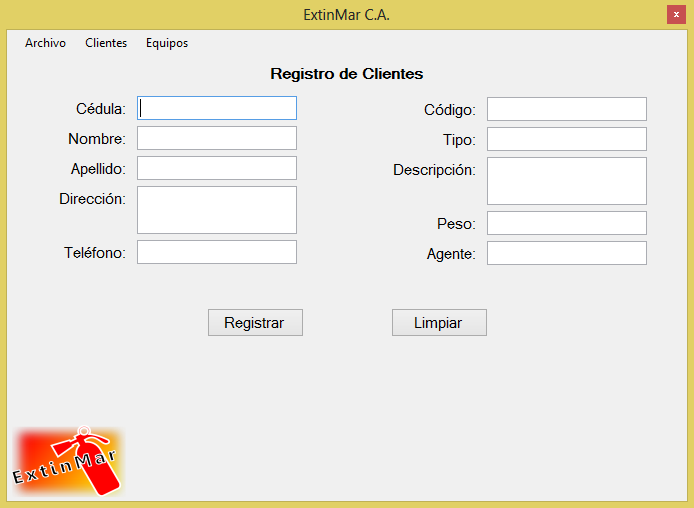 ExtinMar C.A.
x
Archivo Clientes Equipos
Registro de Clientes
Cédula:
Nombre:
Apellido:
Dirección:
Teléfono:
Código:
Tipo:
Descripción:
Peso:
Agente:
Registrar Limpiar
ExtinMar